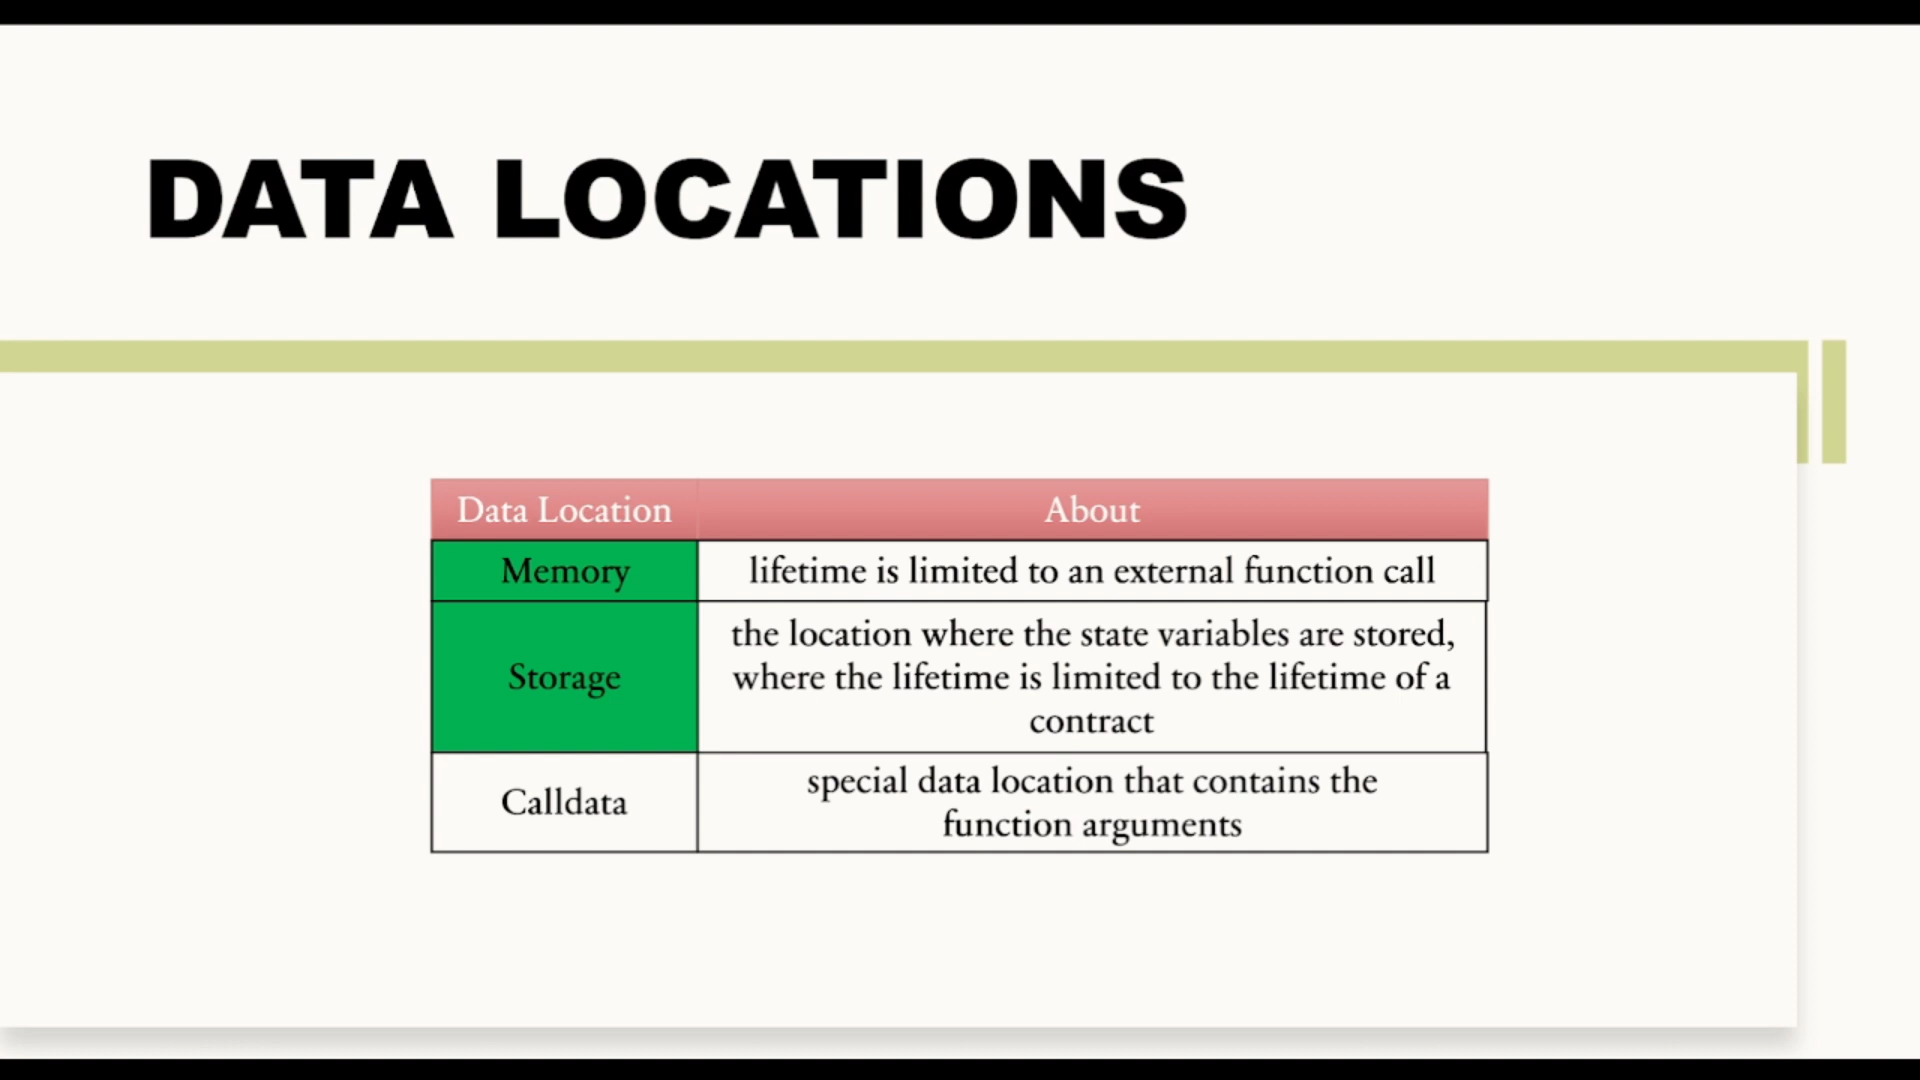 DATA LOCATIONS
Data Location
About
Memory
lifetime is limited to an external function call
Storage
the location where the state variables are stored,
where the lifetime is limited to the lifetime of a
contract
Calldata
special data location that contains the
function arguments